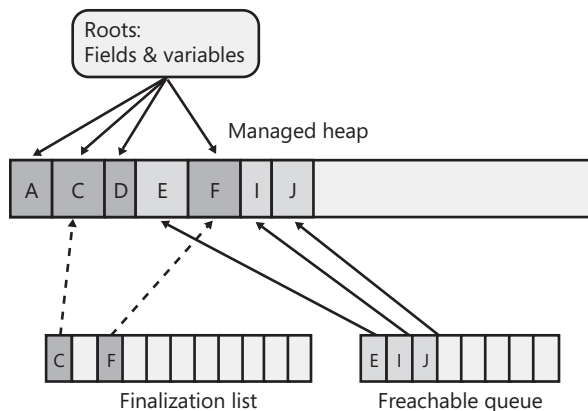 Roots:
Fields & variables
Managed heap
A C D E F I J
C F
E I J
Finalization list
Freachable queue